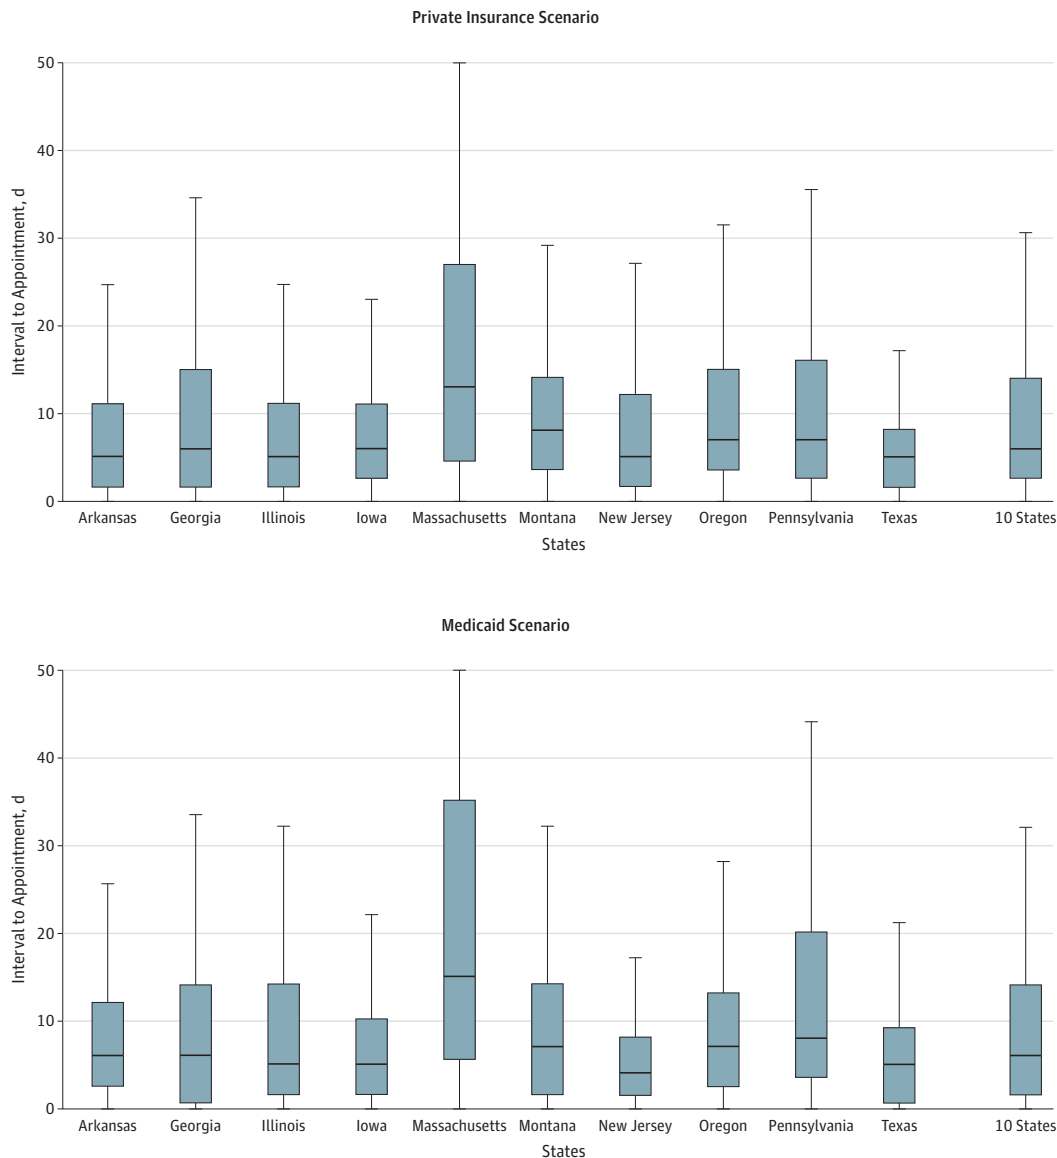 Private Insurance Scenario
50
40
30
20
10
0
Interval to Appointment, d
Arkansas Georgia Illinois Iowa Massachusetts Montana New Jersey Oregon Pennsylvania Texas 10 States
States
Medicaid Scenario
50
40
30
20
10
0
Interval to Appointment, d
Arkansas Georgia Illinois Iowa Massachusetts Montana New Jersey Oregon Pennsylvania Texas 10 States
States